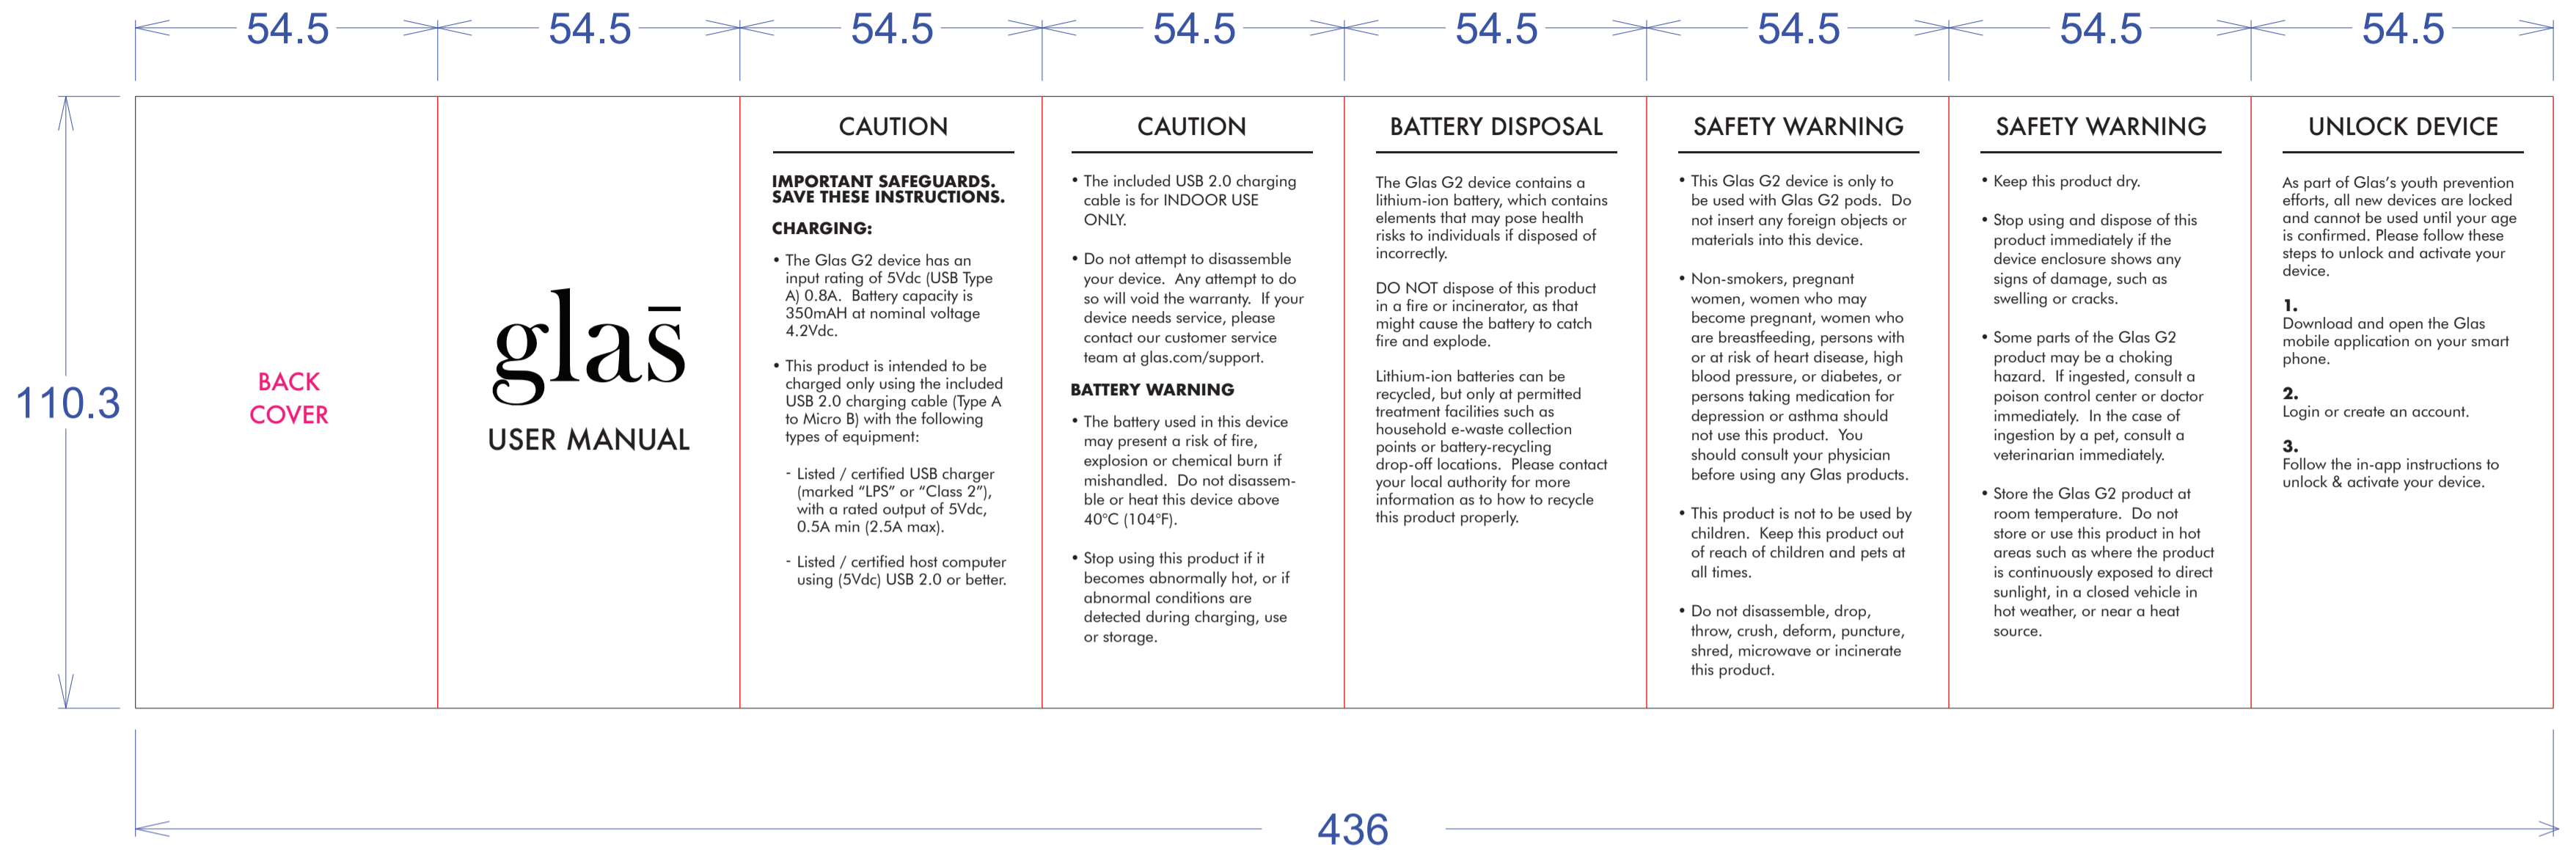 54.5 54.5 54.5 54.5 54.5 54.5 54.5 54.5
110.3
BACK
COVER
glas̄
USER MANUAL
CAUTION
IMPORTANT SAFEGUARDS.
SAVE THESE INSTRUCTIONS.
CHARGING:
• The Glas G2 device has an
input rating of 5Vdc (USB Type
A) 0.8A.  Battery capacity is
350mAH at nominal voltage
4.2Vdc.
• This product is intended to be
charged only using the included
USB 2.0 charging cable (Type A
to Micro B) with the following
types of equipment:
- Listed / certified USB charger
(marked “LPS” or “Class 2”),
with a rated output of 5Vdc,
0.5A min (2.5A max).
- Listed / certified host computer
using (5Vdc) USB 2.0 or better.
CAUTION
• The included USB 2.0 charging
cable is for INDOOR USE
ONLY.
• Do not attempt to disassemble
your device.  Any attempt to do
so will void the warranty.  If your
device needs service, please
contact our customer service
team at glas.com/support.
BATTERY WARNING
• The battery used in this device
may present a risk of fire,
explosion or chemical burn if
mishandled.  Do not disassem-
ble or heat this device above
40°C (104°F).
• Stop using this product if it
becomes abnormally hot, or if
abnormal conditions are
detected during charging, use
or storage.
BATTERY DISPOSAL
The Glas G2 device contains a
lithium-ion battery, which contains
elements that may pose health
risks to individuals if disposed of
incorrectly.
DO NOT dispose of this product
in a fire or incinerator, as that
might cause the battery to catch
fire and explode.
Lithium-ion batteries can be
recycled, but only at permitted
treatment facilities such as
household e-waste collection
points or battery-recycling
drop-off locations.  Please contact
your local authority for more
information as to how to recycle
this product properly.
SAFETY WARNING
• This Glas G2 device is only to
be used with Glas G2 pods.  Do
not insert any foreign objects or
materials into this device.
• Non-smokers, pregnant
women, women who may
become pregnant, women who
are breastfeeding, persons with
or at risk of heart disease, high
blood pressure, or diabetes, or
persons taking medication for
depression or asthma should
not use this product.  You
should consult your physician
before using any Glas products.
• This product is not to be used by
children.  Keep this product out
of reach of children and pets at
all times.
• Do not disassemble, drop,
throw, crush, deform, puncture,
shred, microwave or incinerate
this product.
SAFETY WARNING
• Keep this product dry.
• Stop using and dispose of this
product immediately if the
device enclosure shows any
signs of damage, such as
swelling or cracks.
• Some parts of the Glas G2
product may be a choking
hazard.  If ingested, consult a
poison control center or doctor
immediately.  In the case of
ingestion by a pet, consult a
veterinarian immediately.
• Store the Glas G2 product at
room temperature.  Do not
store or use this product in hot
areas such as where the product
is continuously exposed to direct
sunlight, in a closed vehicle in
hot weather, or near a heat
source.
UNLOCK DEVICE
As part of Glas’s youth prevention
efforts, all new devices are locked
and cannot be used until your age
is confirmed. Please follow these
steps to unlock and activate your
device.
1.
Download and open the Glas
mobile application on your smart
phone.
2.
Login or create an account.
3.
Follow the in-app instructions to
unlock & activate your device.
436